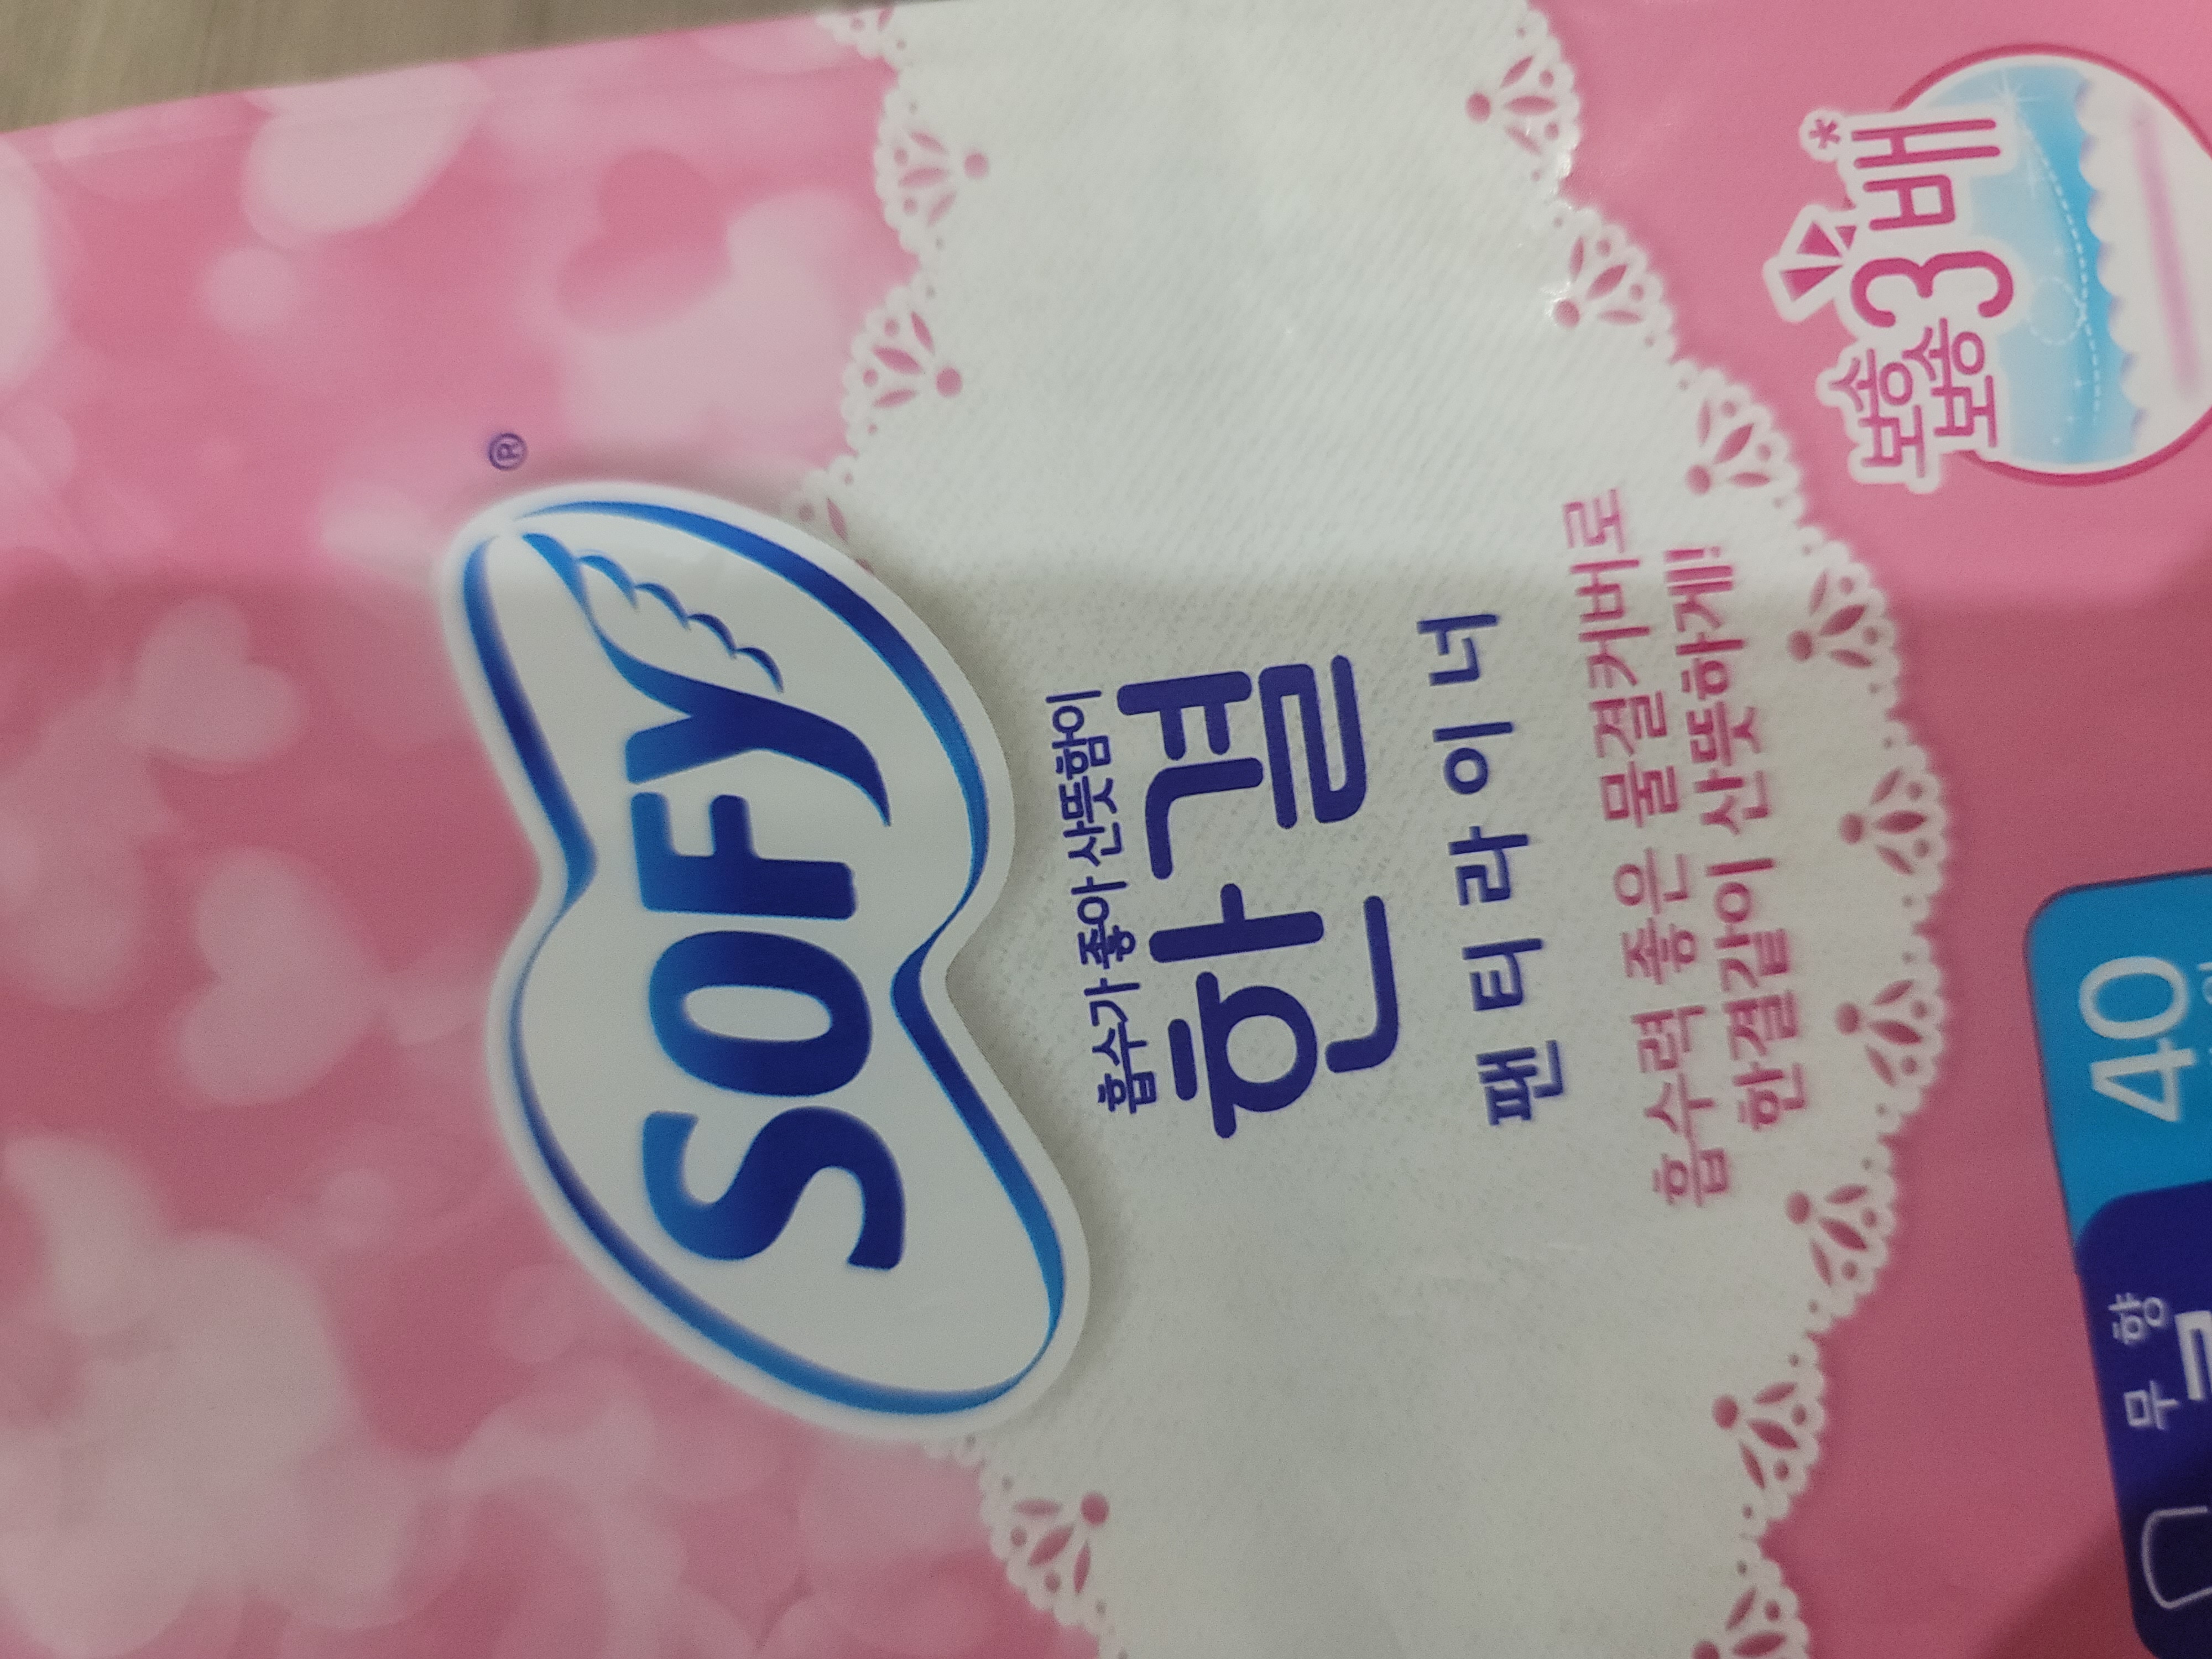 SOFY®
흡수가 좋아 산뜻함이
한결
팬티라이너
흡수력 좋은 물결커버로
한결같이 산뜻하게!
보송
보송 3배*
40
무향